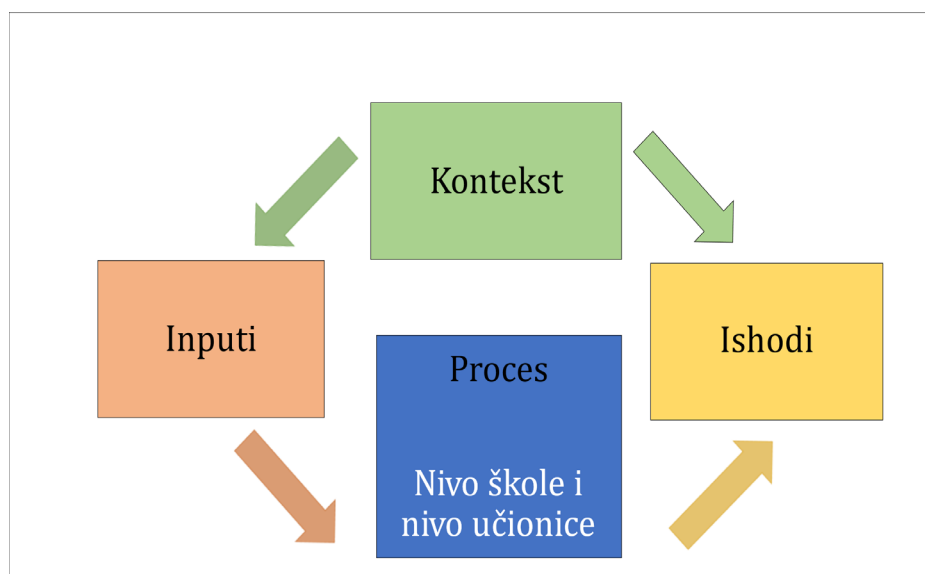 Kontekst
Inputi
Ishodi
Proces
Nivo škole i
nivo učionice